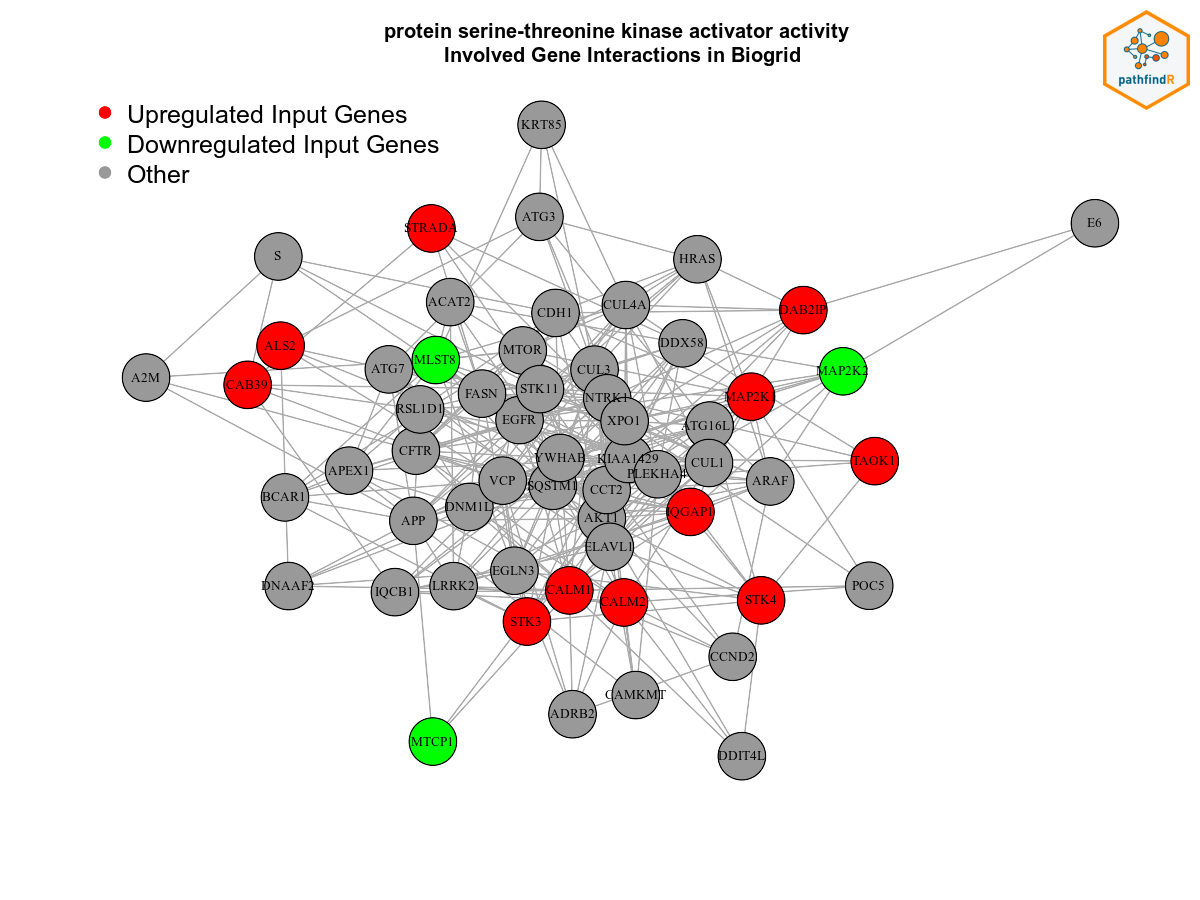 protein serine-threonine kinase activator activity
Involved Gene Interactions in Biogrid
pathfindR
Upregulated Input Genes
Downregulated Input Genes
Other
KRT85
ATG3
STRADA
E6
S
HRAS
ACAT2
CDH1
CUL4A
DAB2IP
ALS2
MTOR
DDX58
MLST8
ATG7
CUL3
MAP2K2
A2M
CAB39
FASN
STK11
NTRK1
MAP2K1
RSL1D1
EGFR
XPO1
ATG16L
CFTR
YWHAB
KIAA1429
CUL1
TAOK1
APEX1
PLEKHA4
VCP
SQSTM1
CCT2
ARAF
BCAR1
DNM1L
APP
AKT1
IQGAP1
ELAVL1
EGLN3
DNAAF2
IQCB1
LRRK2
CALM1
CALM2
STK4
POC5
STK3
CCND2
CAMKMT
ADRB2
MTCP1
DDIT4L